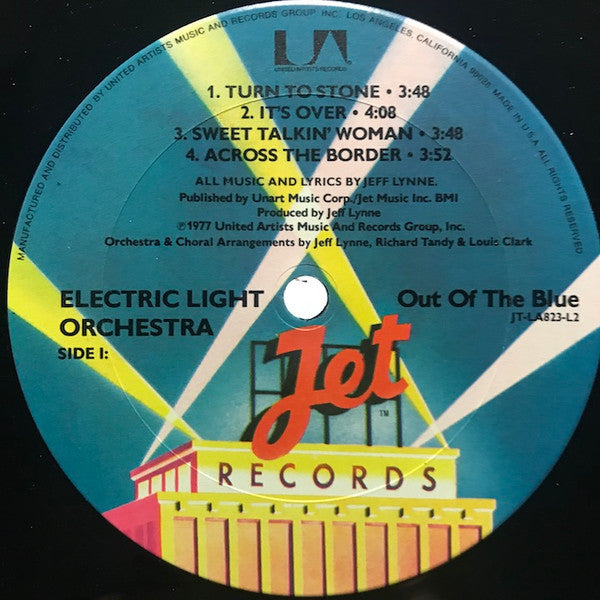 MANUFACTURED AND DISTRIBUTED BY UNITED ARTISTS MUSIC AND RECORDS GROUP, INC. LOS ANGELES, CALIFORNIA 90028. MADE IN U.S.A. ALL RIGHTS RESERVED
UA
UNITED ARTISTS RECORDS
1. TURN TO STONE • 3:48
2. IT'S OVER • 4:08
3. SWEET TALKIN' WOMAN • 3:48
4. ACROSS THE BORDER • 3:52
ALL MUSIC AND LYRICS BY JEFF LYNNE.
Published by Unart Music Corp./Jet Music Inc. BMI
Produced by Jeff Lynne
℗1977 United Artists Music And Records Group, Inc.
Orchestra & Choral Arrangements by Jeff Lynne, Richard Tandy & Louis Clark
ELECTRIC LIGHT
ORCHESTRA
SIDE I:
Out Of The Blue
JT-LA823-L2
Jet
TM
RECORDS